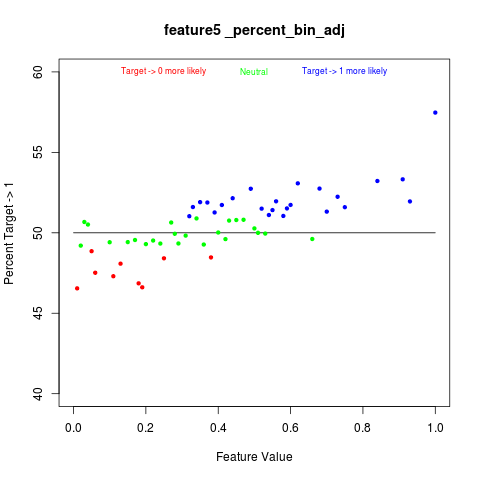 feature5 _percent_bin_adj
Target -> 0 more likely
Neutral
Target -> 1 more likely
Percent Target -> 1
60
55
50
45
40
0.0
0.2
0.4
0.6
0.8
1.0
Feature Value